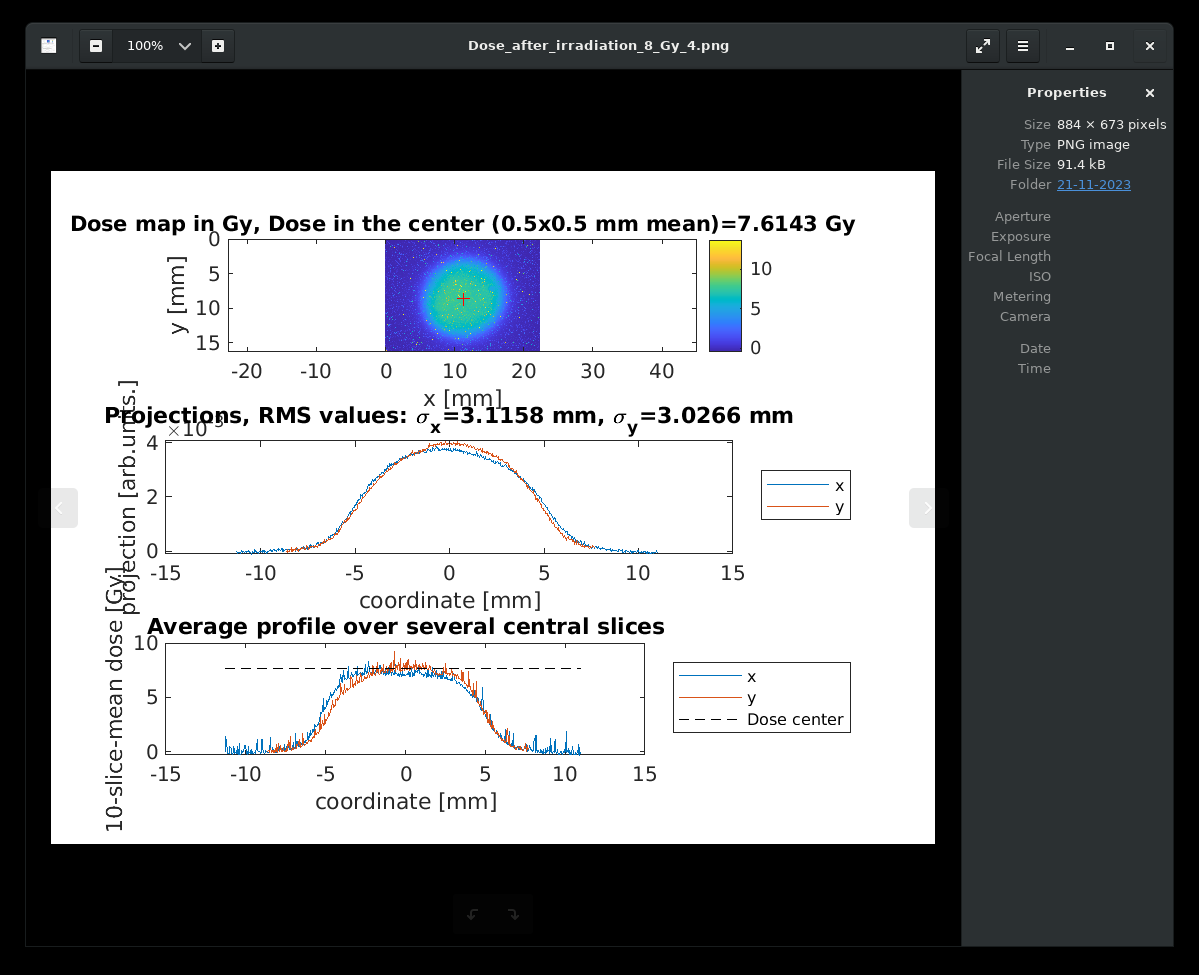 100%
Dose_after_irradiation_8_Gy_4.png
Properties
Size 884 × 673 pixels
Type PNG image
File Size 91.4 kB
Folder 21-11-2023
Aperture
Exposure
Focal Length
ISO
Metering
Camera
Date
Time
Dose map in Gy, Dose in the center (0.5x0.5 mm mean)=7.6143 Gy
0
5
10
15
y [mm]
-20 -10 0 10 20 30 40
x [mm]
10
5
0
Projections, RMS values: σx=3.1158 mm, σy=3.0266 mm
×10-3
4
2
0
projection [arb.units.]
-15 -10 -5 0 5 10 15
coordinate [mm]
x
y
Average profile over several central slices
10
5
0
10-slice-mean dose [Gy]
-15 -10 -5 0 5 10 15
coordinate [mm]
x
y
Dose center